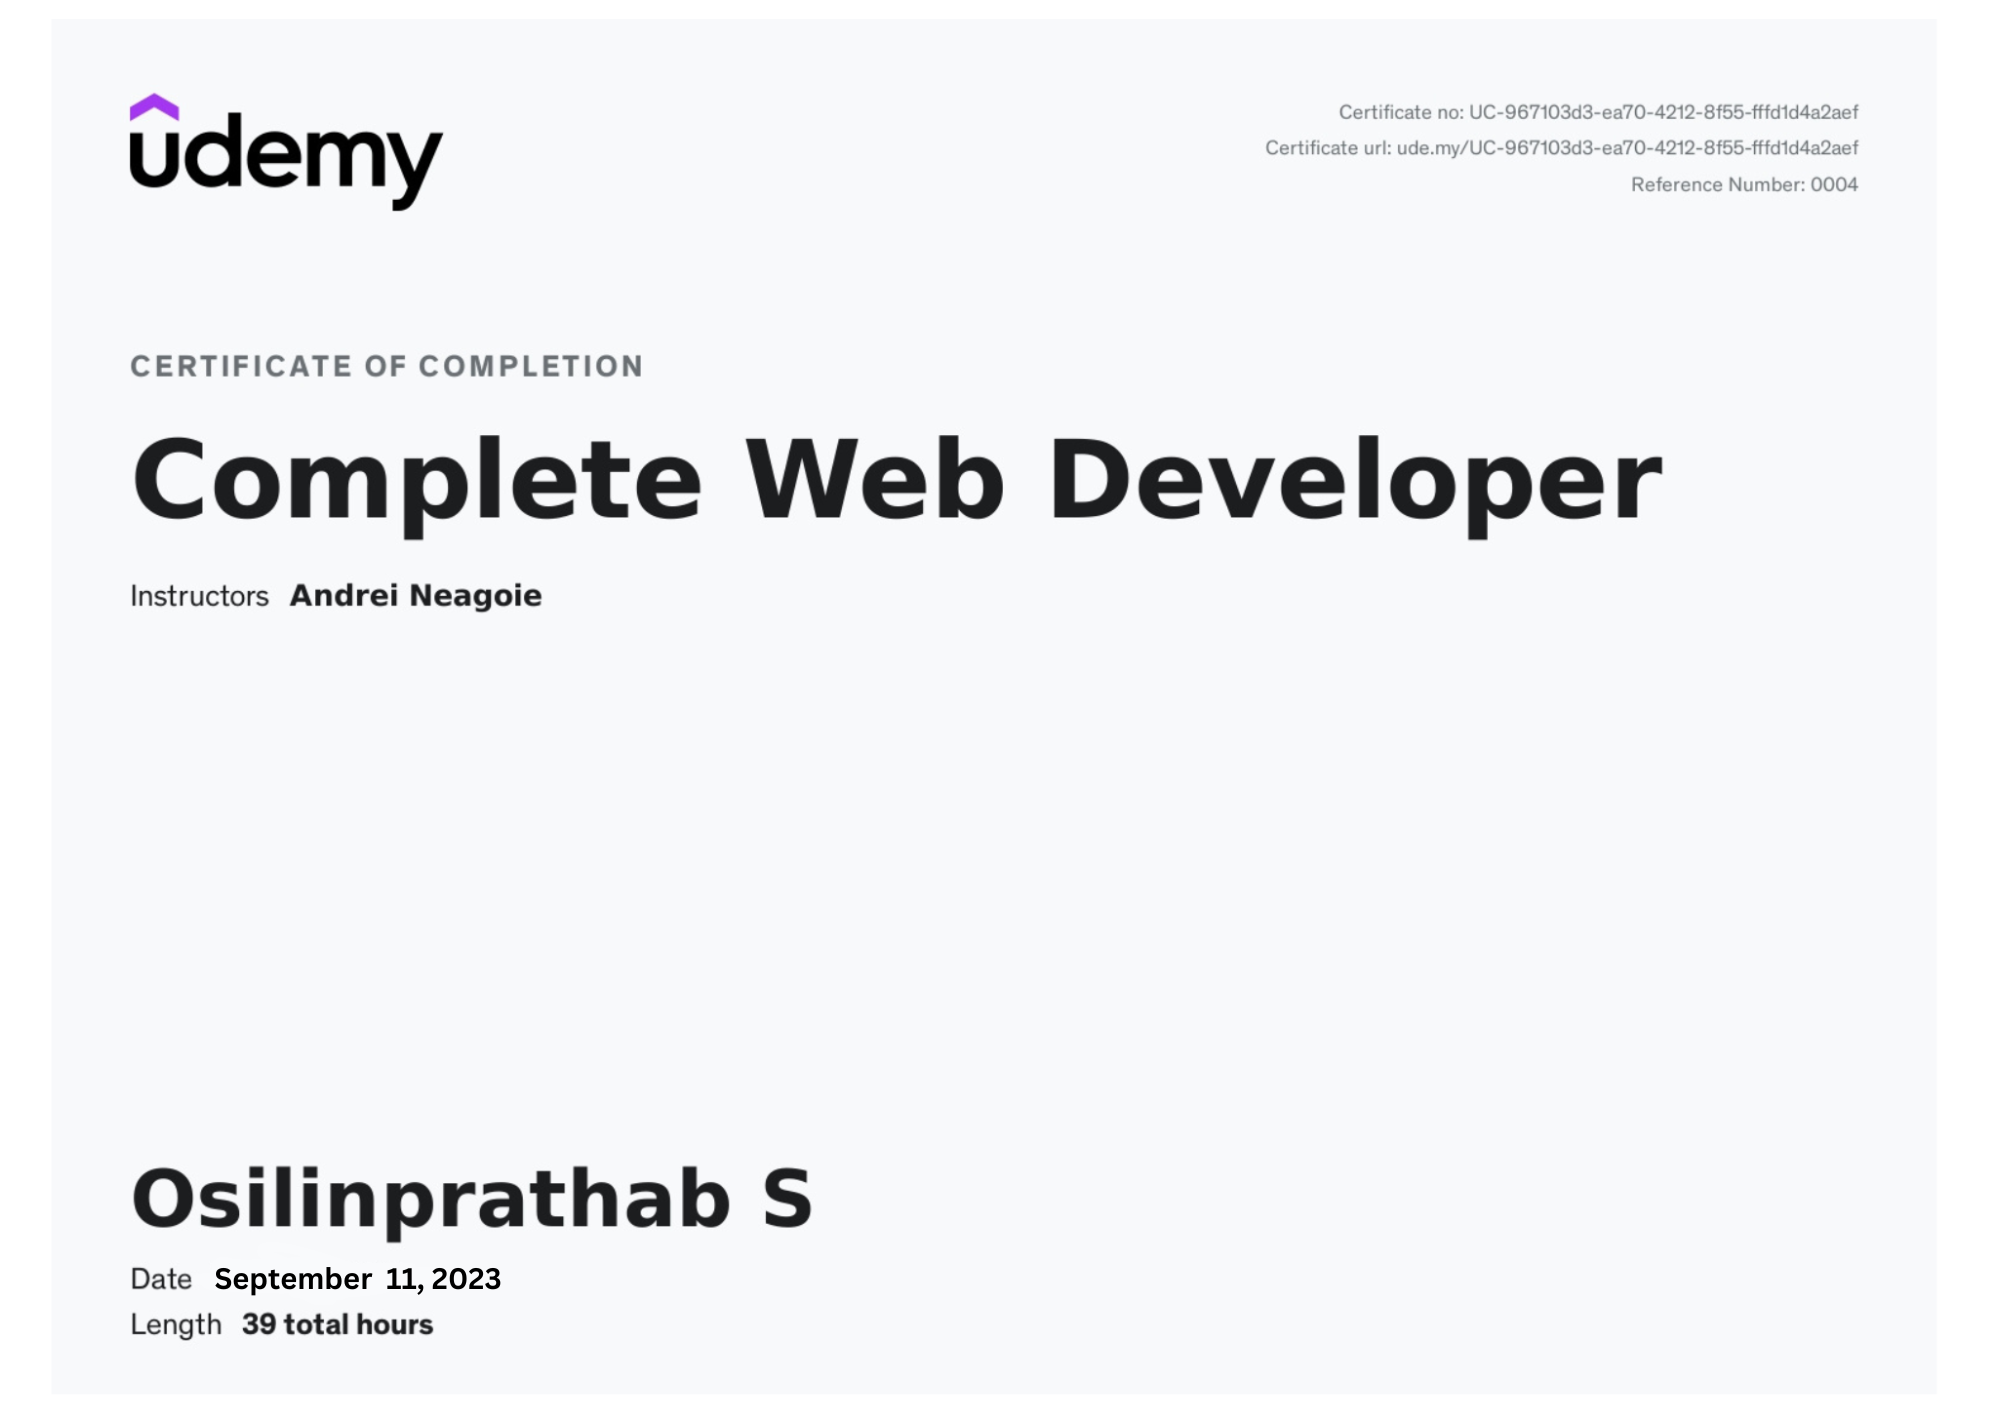 udemy
Certificate no: UC-967103d3-ea70-4212-8f55-fffd1d4a2aef
Certificate url: ude.my/UC-967103d3-ea70-4212-8f55-fffd1d4a2aef
Reference Number: 0004
CERTIFICATE OF COMPLETION
Complete Web Developer
Instructors Andrei Neagoie
Osilinprathab S
Date September 11, 2023
Length 39 total hours